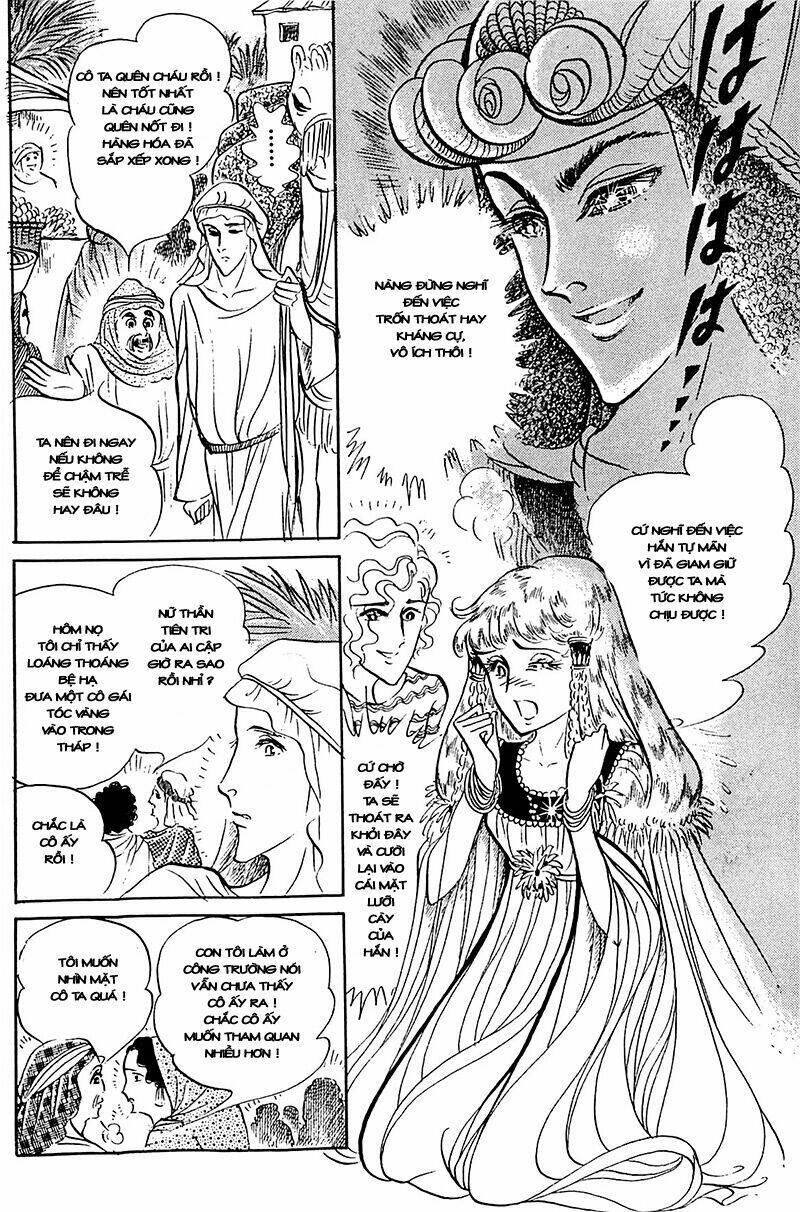 はははは
NÀNG ĐỪNG NGHĨ
ĐẾN VIỆC
TRỐN THOÁT HAY
KHÁNG CỰ,
VÔ ÍCH THÔI !
CỨ NGHĨ ĐẾN VIỆC
HẮN TỰ MÃN
VÌ ĐÃ GIAM GIỮ
ĐƯỢC TA MÀ
TỨC KHÔNG
CHỊU ĐƯỢC !
CỨ CHỜ
ĐẤY !
TA SẼ
THOÁT RA
KHỎI ĐÂY
VÀ CƯỜI
LẠI VÀO
CÁI MẶT
LƯỠI
CÀY
CỦA
HẮN !
CÔ TA QUÊN CHÁU RỒI !
NÊN TỐT NHẤT
LÀ CHÁU CŨNG
QUÊN NỐT ĐI !
HÀNG HÓA ĐÃ
SẮP XẾP XONG !
TA NÊN ĐI NGAY
NẾU KHÔNG
ĐỂ CHẬM TRỄ
SẼ KHÔNG
HAY ĐÂU !
NỮ THẦN
TIÊN TRI
CỦA AI CẬP
GIỜ RA SAO
RỒI NHỈ ?
HÔM NỌ
TÔI CHỈ THẤY
LOÁNG THOÁNG
BỆ HẠ
ĐƯA MỘT CÔ GÁI
TÓC VÀNG
VÀO TRONG
THÁP !
CHẮC LÀ
CÔ ẤY
RỒI !
CON TÔI LÀM Ở
CÔNG TRƯỜNG NÓI
VẪN CHƯA THẤY
CÔ ẤY RA !
CHẮC CÔ ẤY
MUỐN THAM QUAN
NHIỀU HƠN !
TÔI MUỐN
NHÌN MẶT
CÔ TA QUÁ !